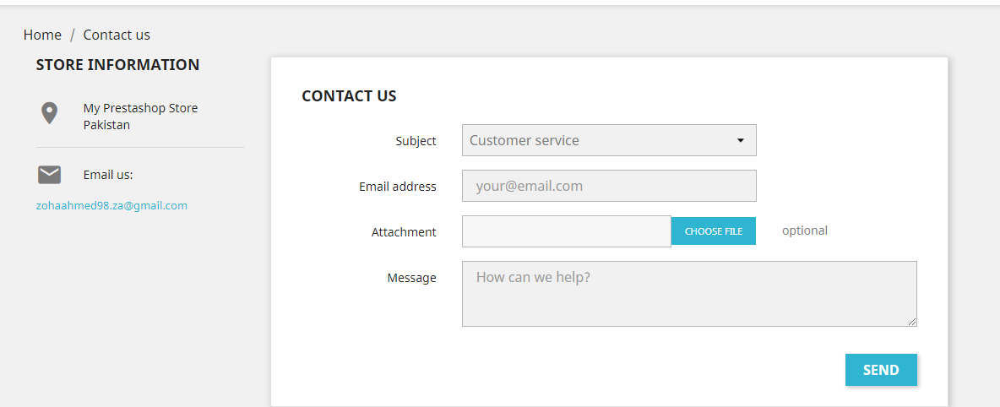 Home / Contact us
STORE INFORMATION
My Prestashop Store
Pakistan
Email us:
zohaahmed98.za@gmail.com
CONTACT US
Subject Customer service
Email address your@email.com
Attachment CHOOSE FILE optional
Message How can we help?
SEND